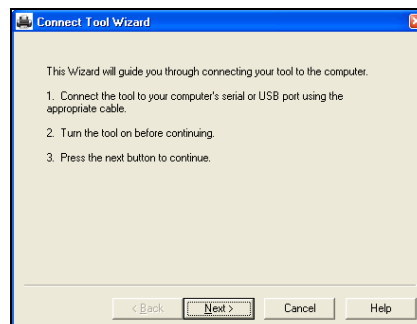 Connect Tool Wizard
This Wizard will guide you through connecting your tool to the computer.
1. Connect the tool to your computer's serial or USB port using the
appropriate cable.
2. Turn the tool on before continuing.
3. Press the next button to continue.
< Back Next > Cancel Help